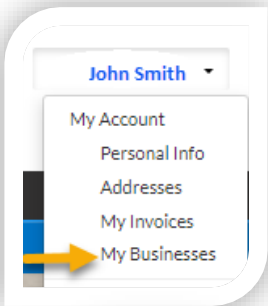 John Smith
My Account
Personal Info
Addresses
My Invoices
My Businesses